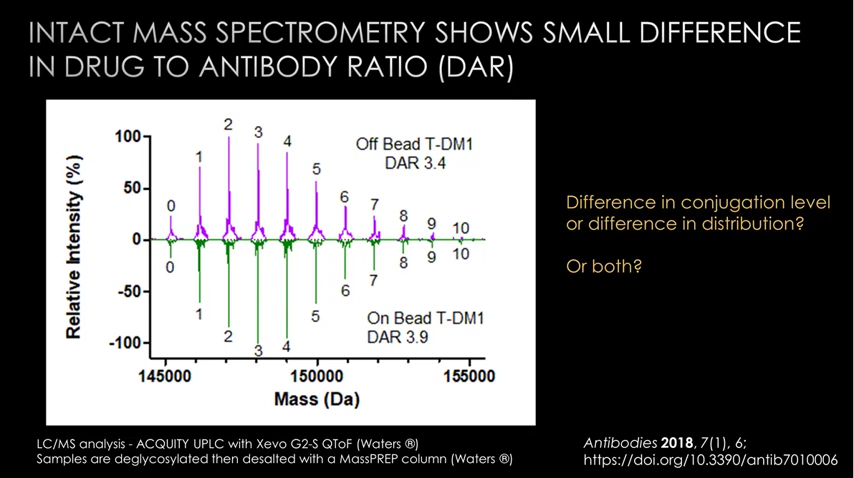 INTACT MASS SPECTROMETRY SHOWS SMALL DIFFERENCE
IN DRUG TO ANTIBODY RATIO (DAR)
Relative Intensity (%)
100
50
0
-50
-100
0
1
2
3
4
5
6
7
8
9
10
Off Bead T-DM1
DAR 3.4
0
1
2
3
4
5
6
7
8
9
10
On Bead T-DM1
DAR 3.9
145000 150000 155000
Mass (Da)
Difference in conjugation level
or difference in distribution?
Or both?
LC/MS analysis - ACQUITY UPLC with Xevo G2-S QToF (Waters ®)
Samples are deglycosylated then desalted with a MassPREP column (Waters ®)
Antibodies 2018, 7(1), 6;
https://doi.org/10.3390/antib7010006